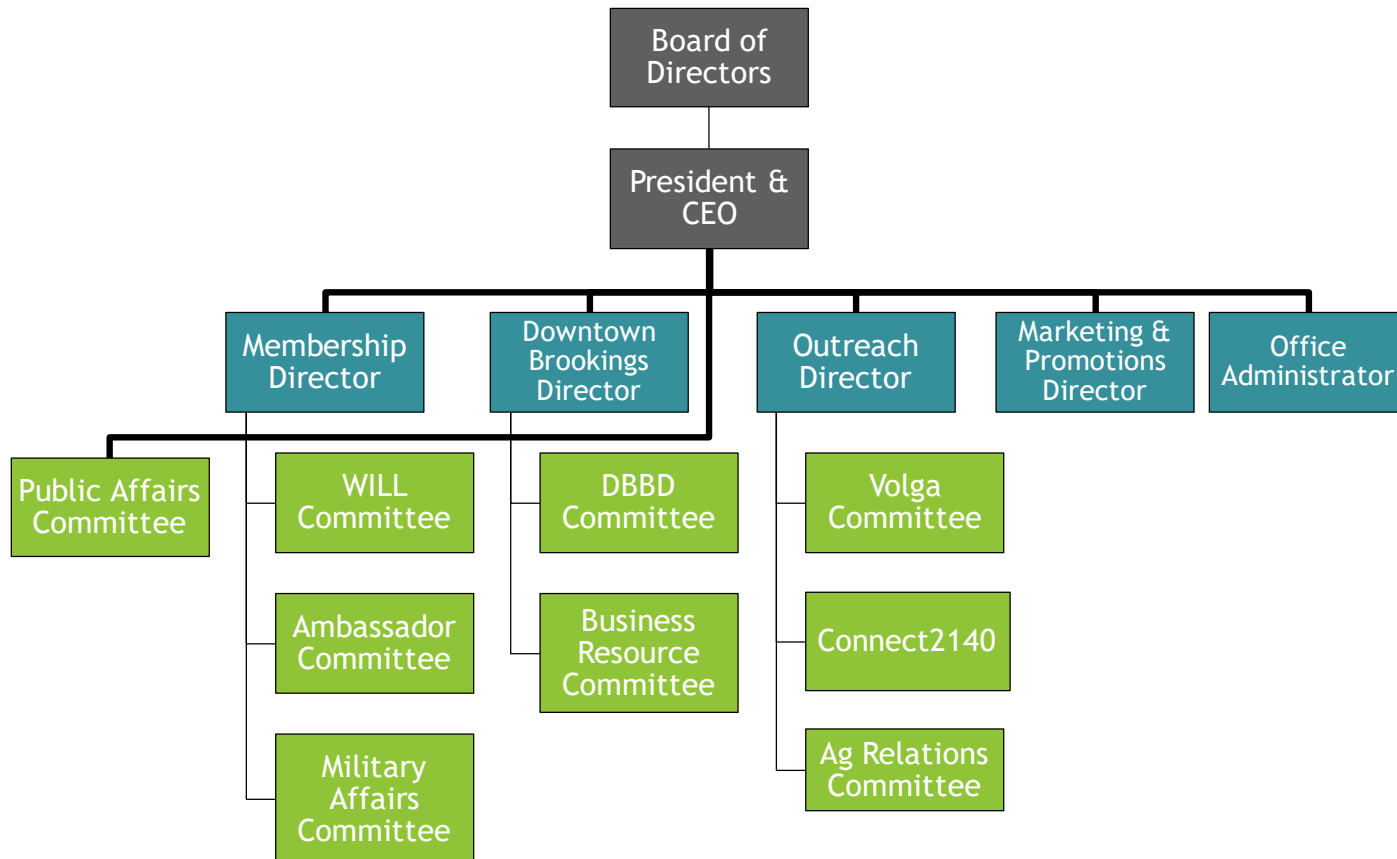 Board of
Directors
President &
CEO
Membership
Director
Downtown
Brookings
Director
Outreach
Director
Marketing &
Promotions
Director
Office
Administrator
Public Affairs
Committee
WILL
Committee
DBBD
Committee
Volga
Committee
Ambassador
Committee
Business
Resource
Committee
Connect2140
Military
Affairs
Committee
Ag Relations
Committee